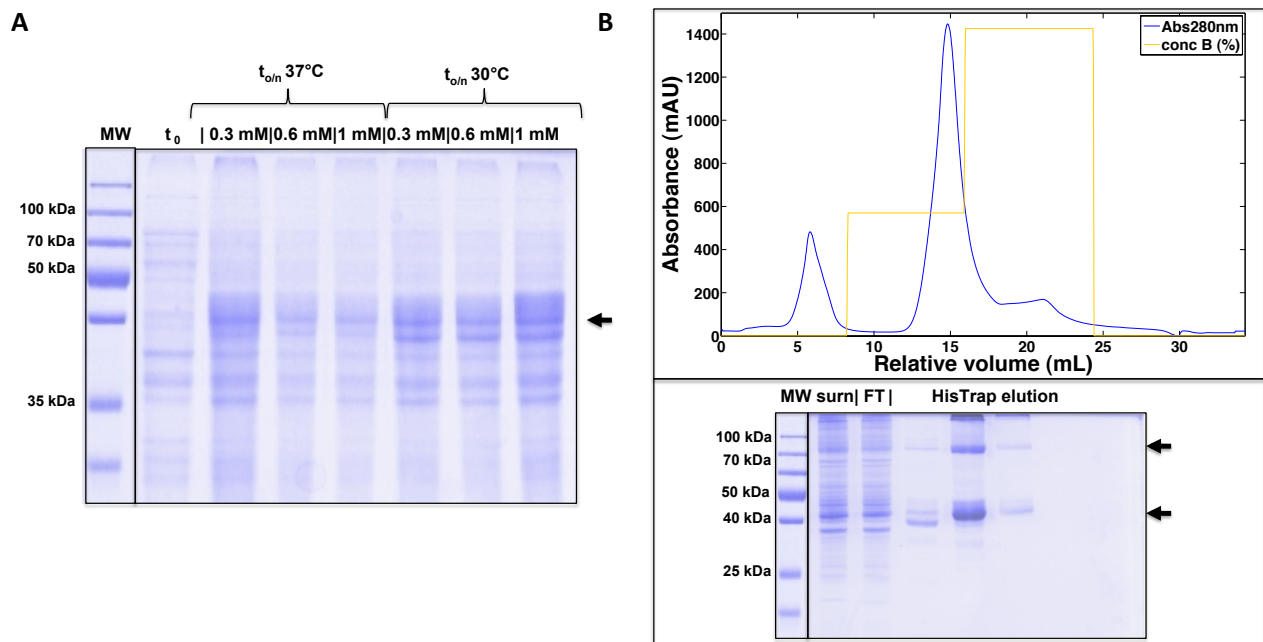 A
t o/n 37°C
t o/n 30°C
MW t 0 | 0.3 mM|0.6 mM|1 mM|0.3 mM|0.6 mM|1 mM
100 kDa
70 kDa
50 kDa
35 kDa
B
Abs280nm
conc B (%)
1400
1200
1000
800
600
400
200
0
Absorbance (mAU)
0 5 10 15 20 25 30
Relative volume (mL)
MW surn| FT | HisTrap elution
100 kDa
70 kDa
50 kDa
40 kDa
25 kDa